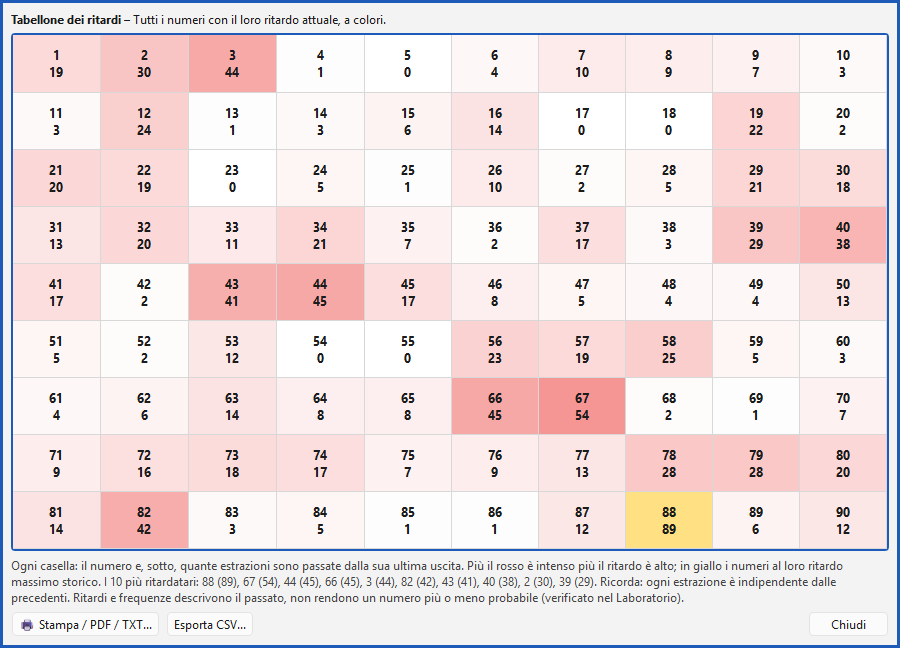 Tabellone dei ritardi – Tutti i numeri con il loro ritardo attuale, a colori.
1 2 3 4 5 6 7 8 9 10
19 30 44 1 0 4 10 9 7 3
11 12 13 14 15 16 17 18 19 20
3 24 1 3 6 14 0 0 22 2
21 22 23 24 25 26 27 28 29 30
20 19 0 5 1 10 2 5 21 18
31 32 33 34 35 36 37 38 39 40
13 20 11 21 7 2 17 3 29 38
41 42 43 44 45 46 47 48 49 50
17 2 41 45 17 8 5 4 4 13
51 52 53 54 55 56 57 58 59 60
5 2 12 0 0 23 19 25 5 3
61 62 63 64 65 66 67 68 69 70
4 6 14 8 8 45 54 2 1 7
71 72 73 74 75 76 77 78 79 80
9 16 18 17 7 9 13 28 28 20
81 82 83 84 85 86 87 88 89 90
14 42 3 5 1 1 12 89 6 12
Ogni casella: il numero e, sotto, quante estrazioni sono passate dalla sua ultima uscita. Più il rosso è intenso più il ritardo è alto; in giallo i numeri al loro ritardo
massimo storico. I 10 più ritardatari: 88 (89), 67 (54), 44 (45), 66 (45), 3 (44), 82 (42), 43 (41), 40 (38), 2 (30), 39 (29). Ricorda: ogni estrazione è indipendente dalle
precedenti. Ritardi e frequenze descrivono il passato, non rendono un numero più o meno probabile (verificato nel Laboratorio).
Stampa / PDF / TXT... Esporta CSV... Chiudi